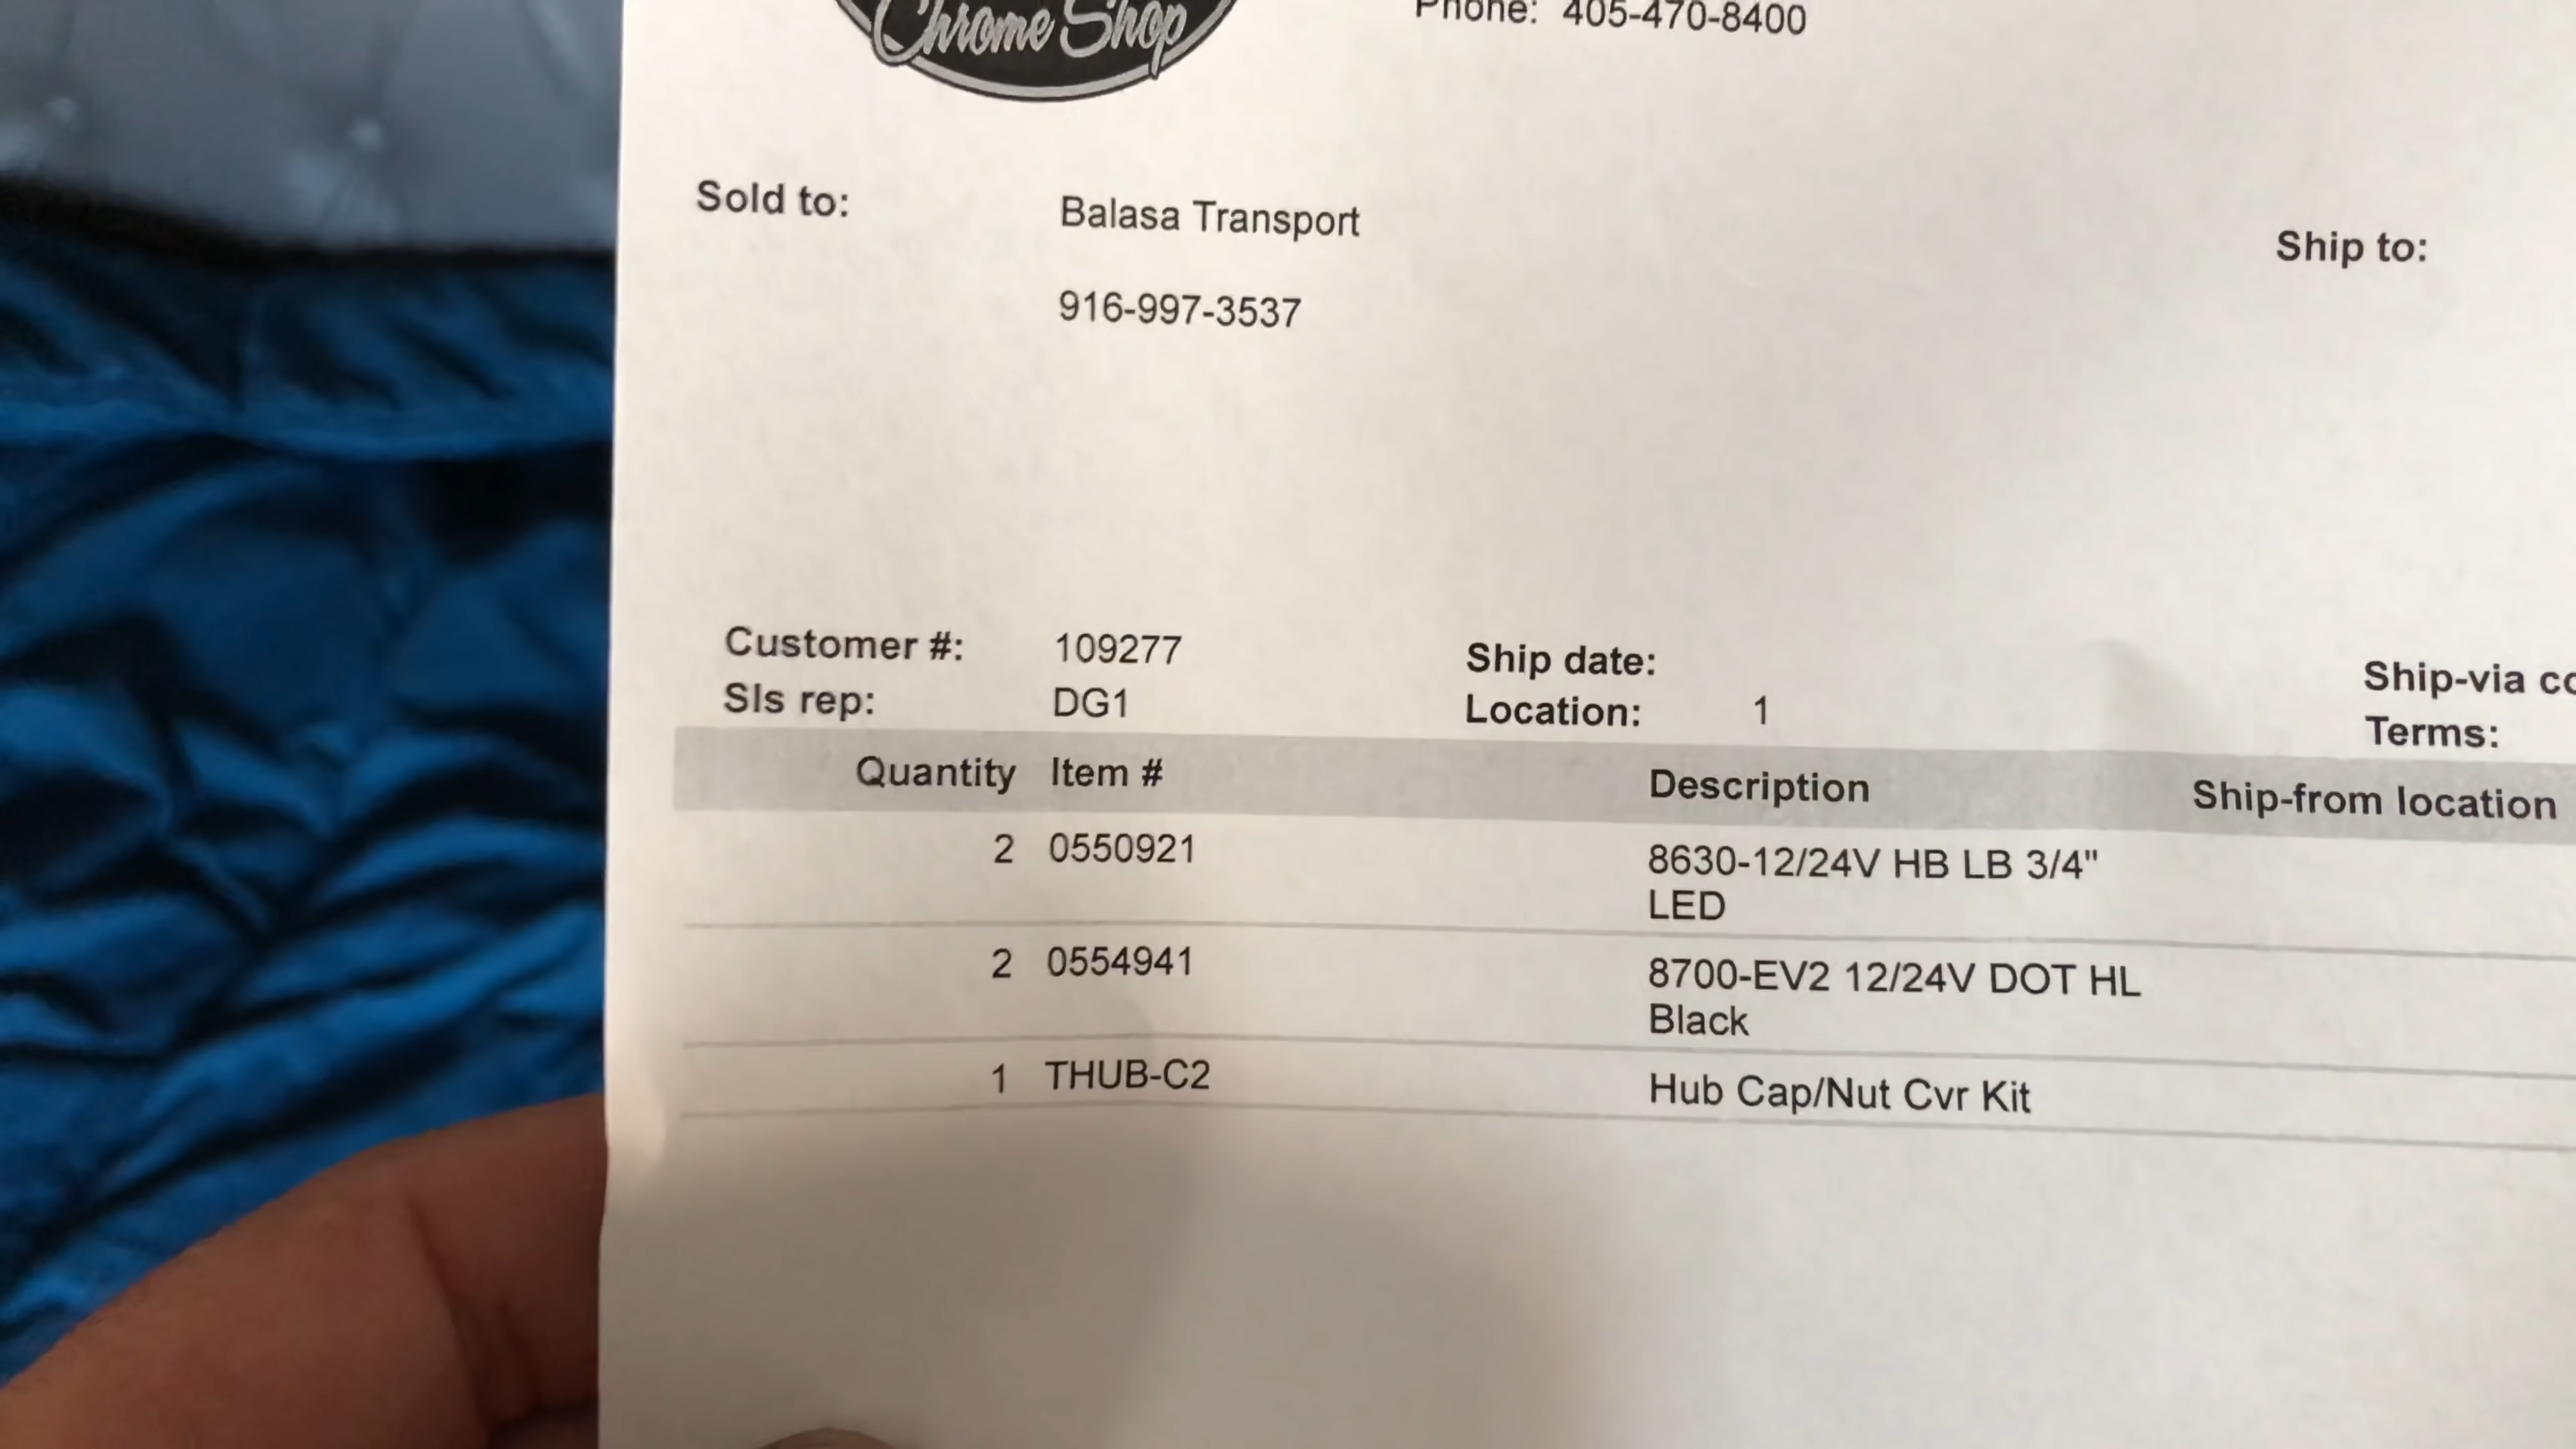 Chrome Shop
Phone: 405-470-8400
Sold to: Balasa Transport
Ship to:
916-997-3537
Customer #: 109277 Ship date: Ship-via
Sls rep: DG1 Location: 1 Terms:
Quantity Item # Description Ship-from location
2 0550921 8630-12/24V HB LB 3/4"
LED
2 0554941 8700-EV2 12/24V DOT HL
Black
1 THUB-C2 Hub Cap/Nut Cvr Kit